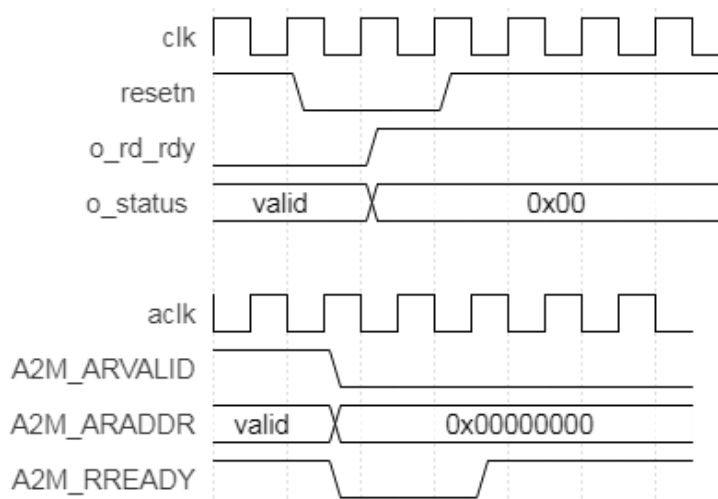 clk
resetn
o_rd_rdy
o_status valid 0x00
aclk
A2M_ARVALID
A2M_ARADDR valid 0x00000000
A2M_RREADY